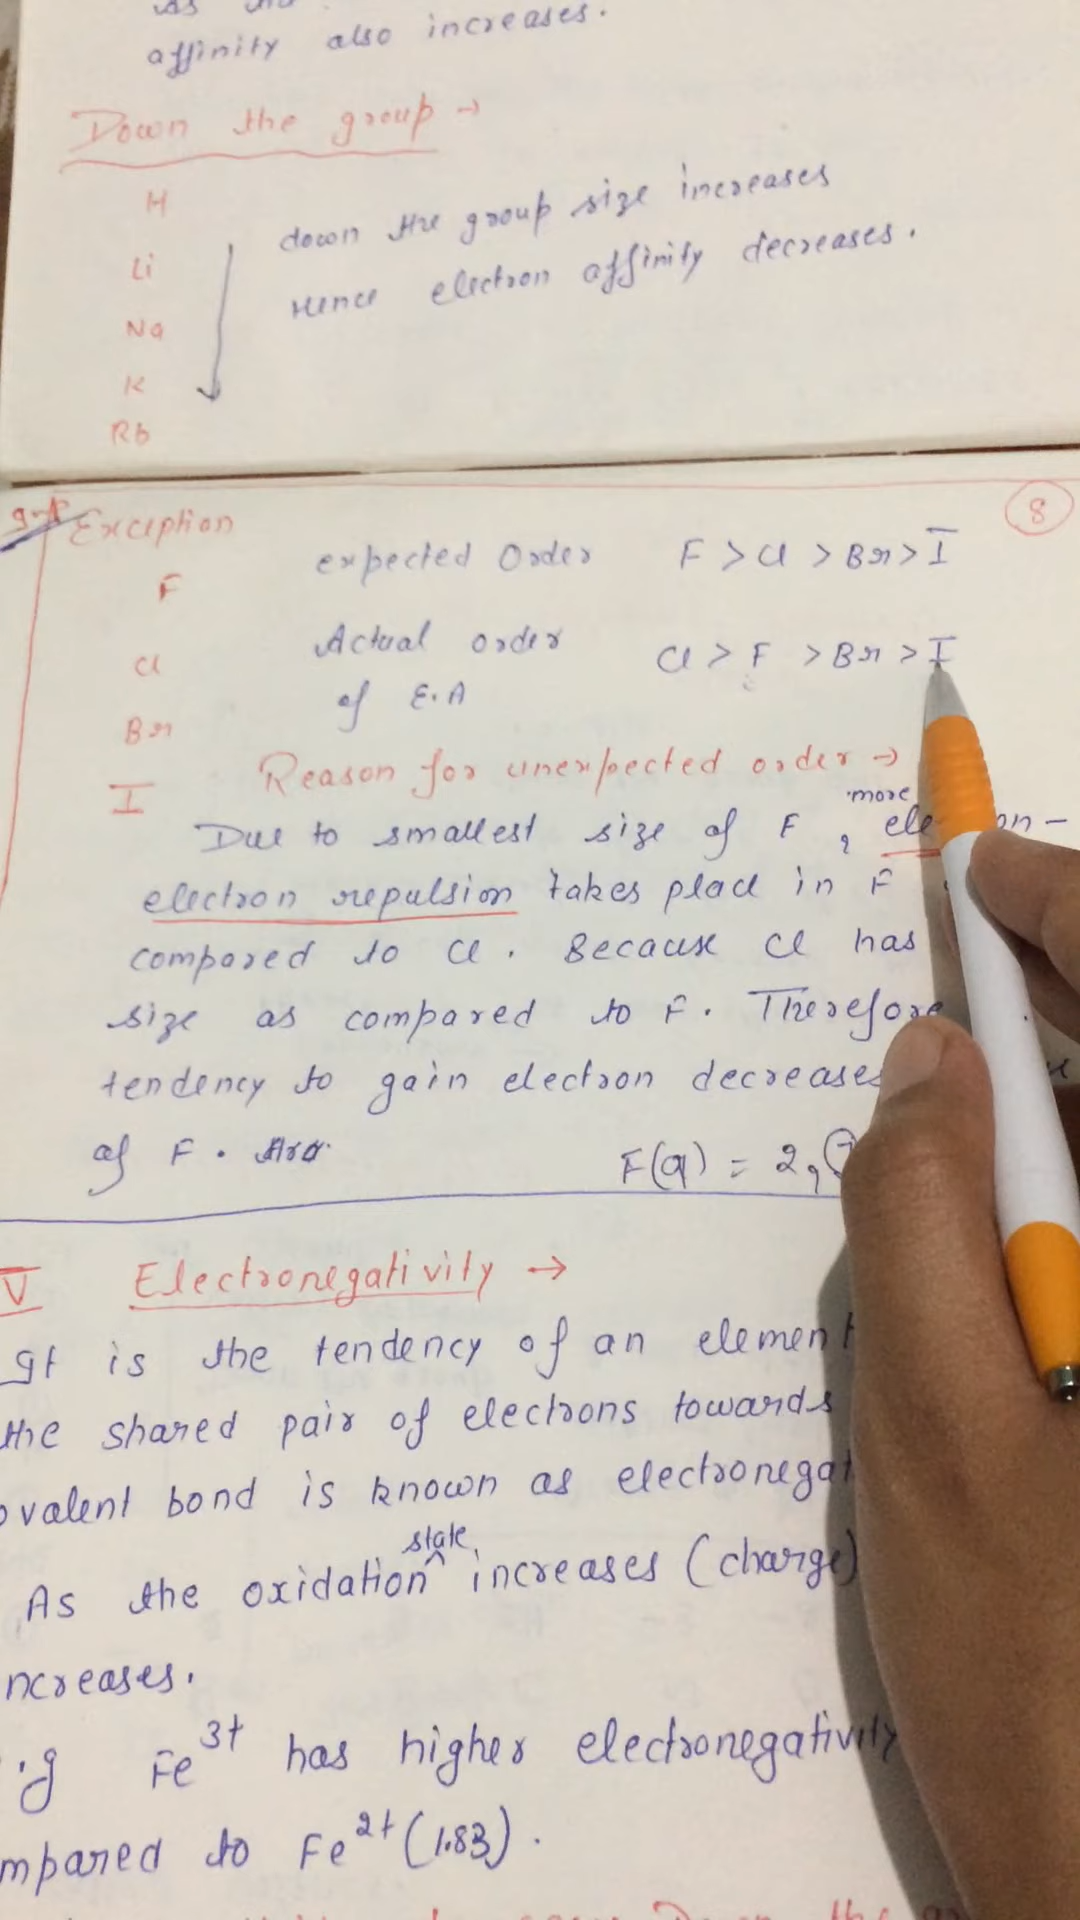 affinity also increases.
Down the group →
H
Li
Na
K
Rb
down the group size increases
Hence electron affinity decreases.
8
Exception
F
Cl
Br
I
expected Order F > Cl > Br > I
Actual order Cl > F > Br > I
of E.A
Reason for unexpected order →
more
Due to smallest size of F,
electron repulsion takes place in F
compared to Cl. Because Cl has
size as compared to F. Therefore
tendency to gain electron decreases
of F.
F(9) = 2,
V Electronegativity →
It is the tendency of an element
the shared pair of electrons towards
ovalent bond is known as electronegat
state
As the oxidation ^ increases (charge)
ncreases.
.g Fe3+ has higher electronegativity
mpared to Fe2+ (1.83).